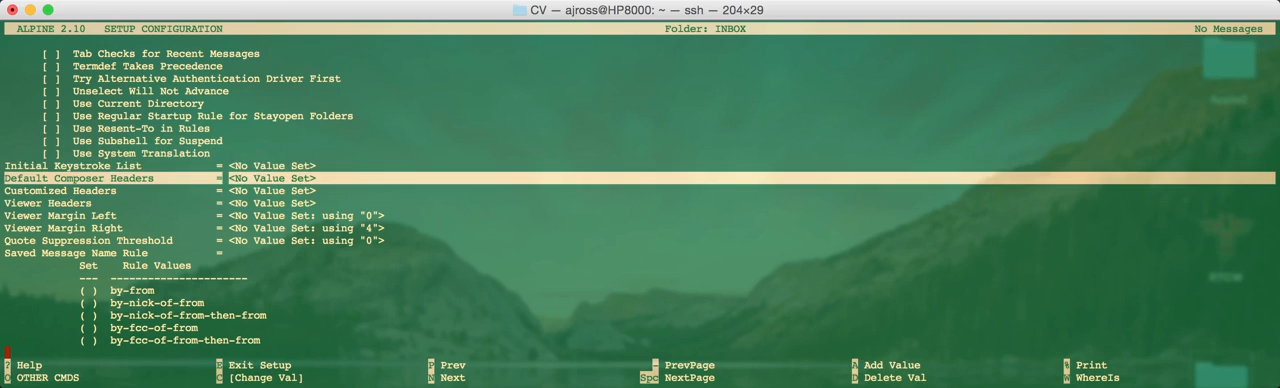 CV — ajross@HP8000: ~ — ssh — 204×29
ALPINE 2.10 SETUP CONFIGURATION Folder: INBOX No Messages
[ ] Tab Checks for Recent Messages
[ ] Termdef Takes Precedence
[ ] Try Alternative Authentication Driver First
[ ] Unselect Will Not Advance
[ ] Use Current Directory
[ ] Use Regular Startup Rule for Stayopen Folders
[ ] Use Resent-To in Rules
[ ] Use Subshell for Suspend
[ ] Use System Translation
Initial Keystroke List = <No Value Set>
Default Composer Headers = <No Value Set>
Customized Headers = <No Value Set>
Viewer Headers = <No Value Set>
Viewer Margin Left = <No Value Set: using "0">
Viewer Margin Right = <No Value Set: using "4">
Quote Suppression Threshold = <No Value Set: using "0">
Saved Message Name Rule =
Set Rule Values
--- ----------------------
( ) by-from
( ) by-nick-of-from
( ) by-nick-of-from-then-from
( ) by-fcc-of-from
( ) by-fcc-of-from-then-from
? Help E Exit Setup P Prev - PrevPage A Add Value % Print
O OTHER CMDS C [Change Val] N Next Spc NextPage D Delete Val W WhereIs